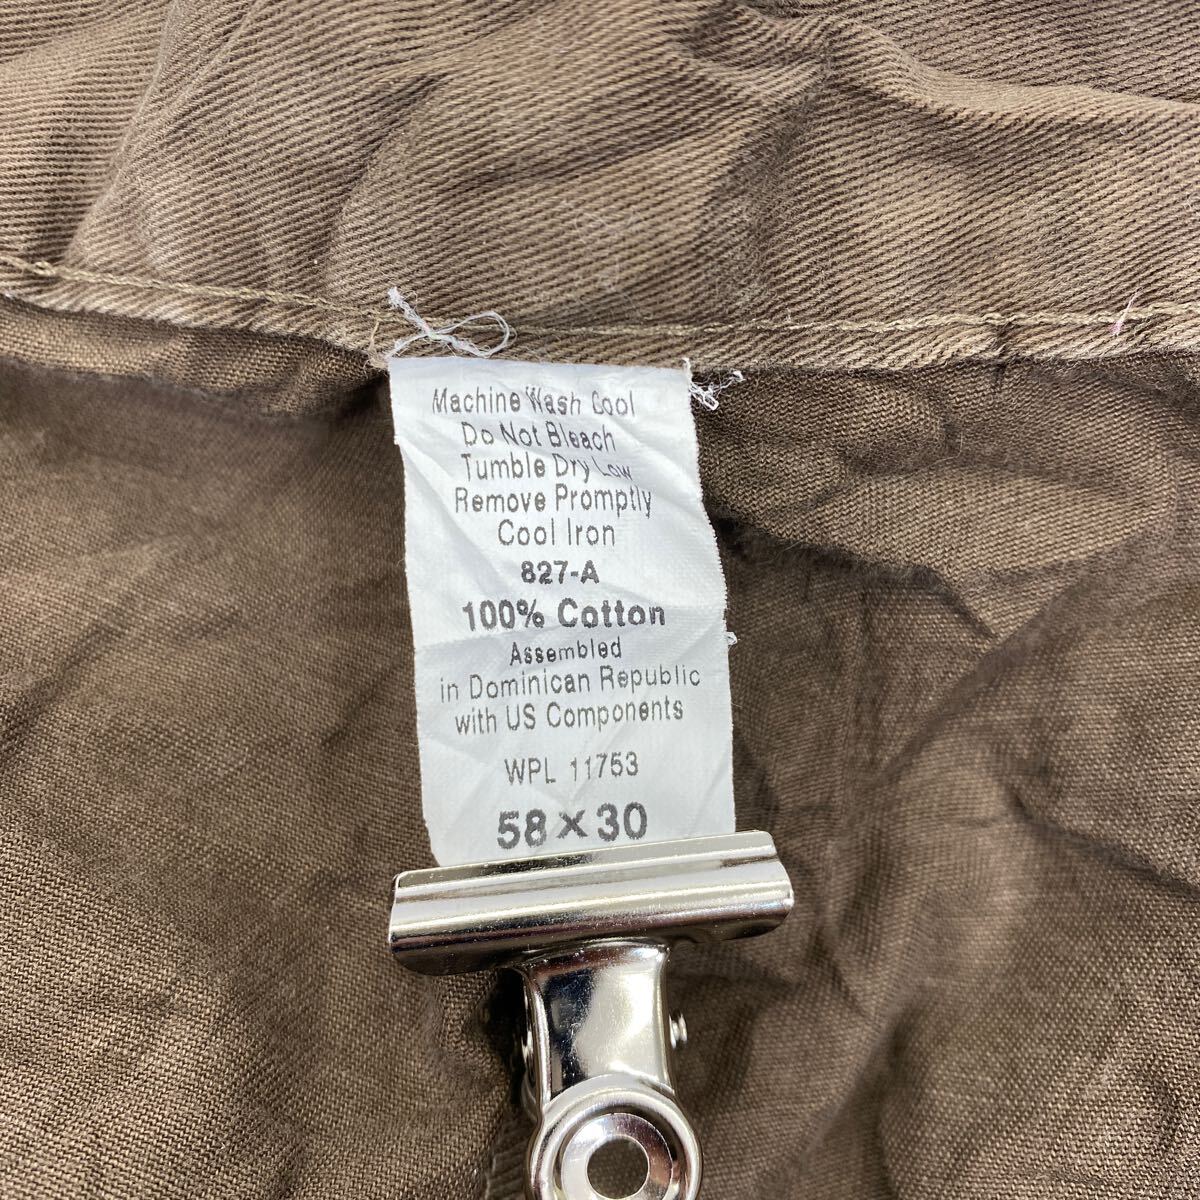 Machine Wash Cool
Do Not Bleach
Tumble Dry Low
Remove Promptly
Cool Iron
827-A
100% Cotton
Assembled
in Dominican Republic
with US Components
WPL 11753
58×30